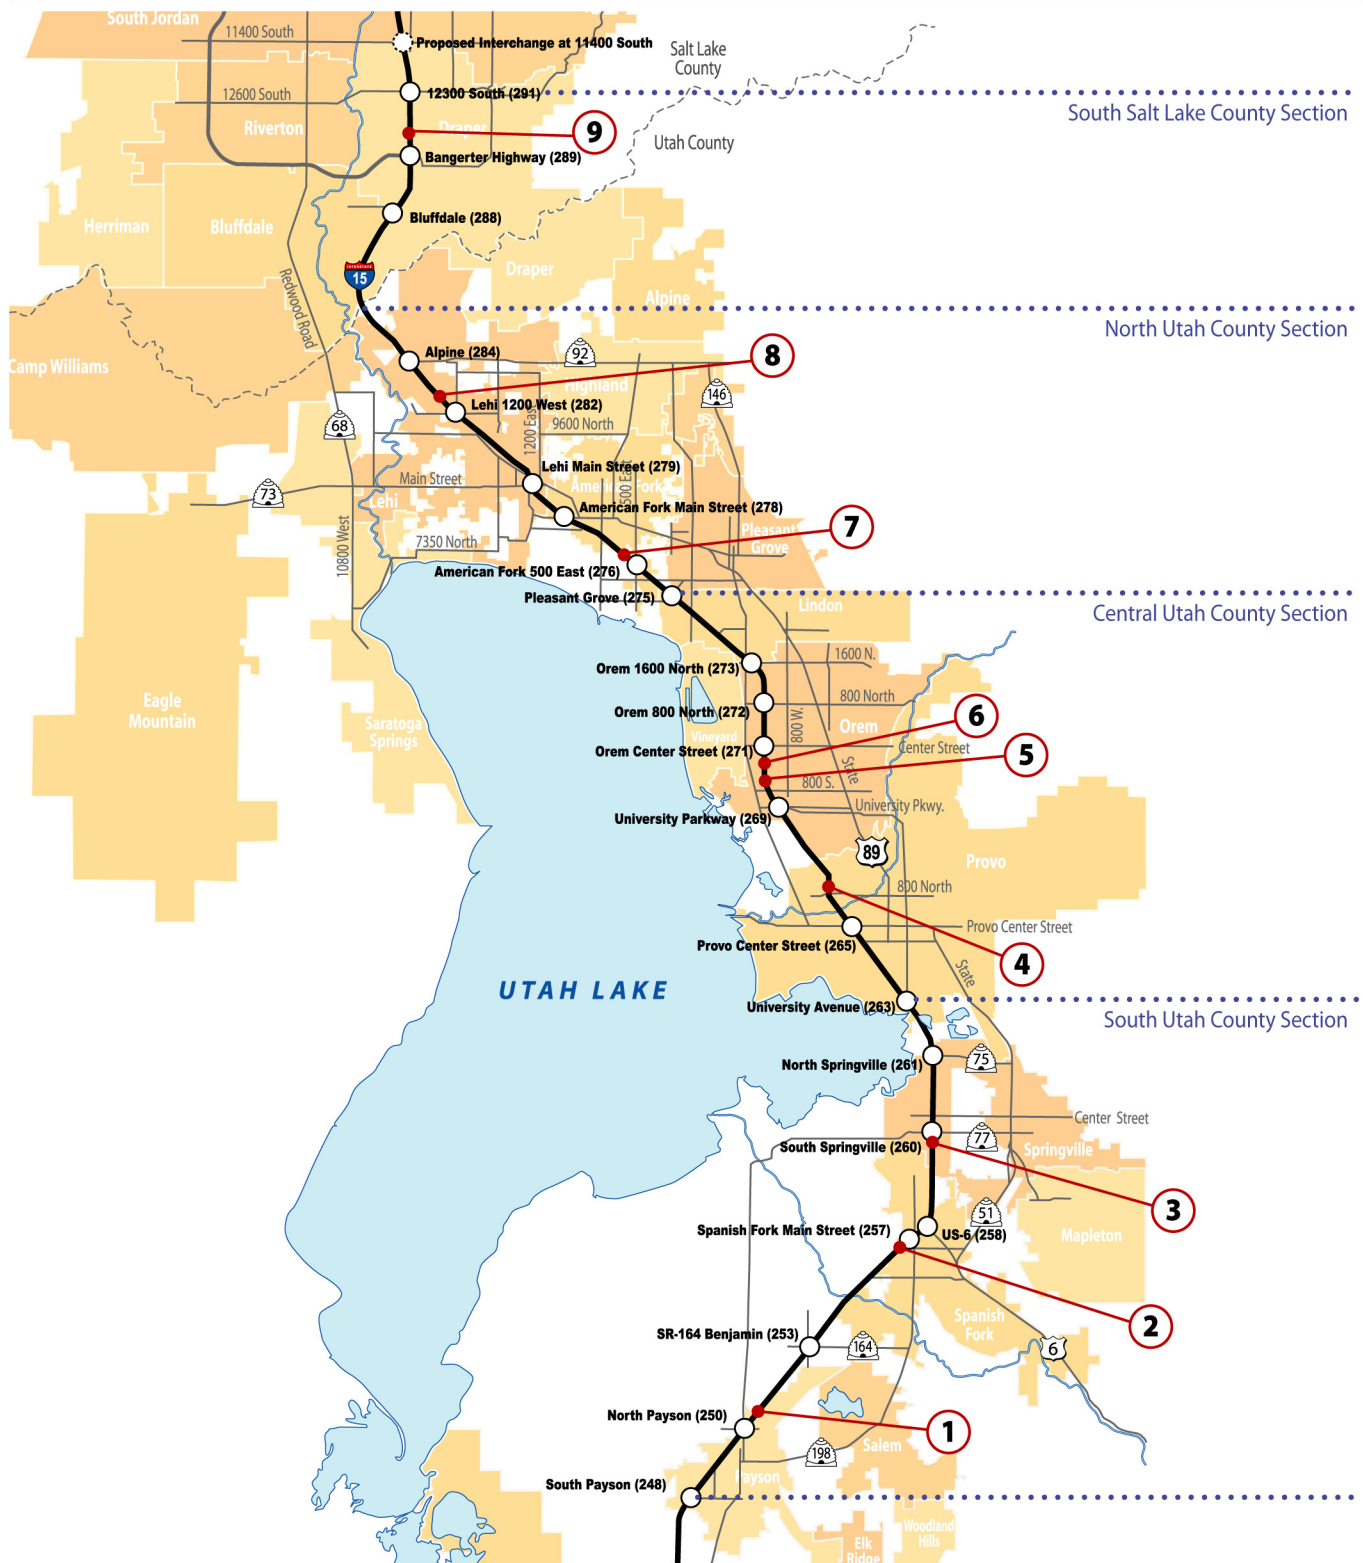 South Jordan
11400 South
Proposed Interchange at 11400 South
Salt Lake
County
12600 South
12300 South (291)
South Salt Lake County Section
Riverton
Draper
9
Utah County
Bangerter Highway (289)
Herriman
Bluffdale
Bluffdale (288)
INTERSTATE
15
Draper
Alpine
Redwood Road
North Utah County Section
Camp Williams
Alpine (284)
92
8
Highland
146
Lehi 1200 West (282)
68
1200 East
9600 North
Lehi Main Street (279)
Main Street
73
American Fork
500 East
Lehi
American Fork Main Street (278)
7
Pleasant
Grove
10800 West
7350 North
American Fork 500 East (276)
Pleasant Grove (275)
Lindon
Central Utah County Section
1600 N.
Orem 1600 North (273)
Eagle
Mountain
800 North
Orem 800 North (272)
6
Saratoga
Springs
Vineyard
800 W.
Orem
Orem Center Street (271)
Center Street
5
State
800 S.
University Pkwy.
University Parkway (269)
89
Provo
800 North
Provo Center Street
Provo Center Street (265)
4
State
UTAH LAKE
University Avenue (263)
South Utah County Section
North Springville (261)
75
Center Street
77
South Springville (260)
Springville
3
51
Spanish Fork Main Street (257)
US-6 (258)
Mapleton
Spanish
Fork
2
SR-164 Benjamin (253)
164
6
North Payson (250)
1
198
Salem
South Payson (248)
Payson
Woodland
Hills
Elk
Ridge